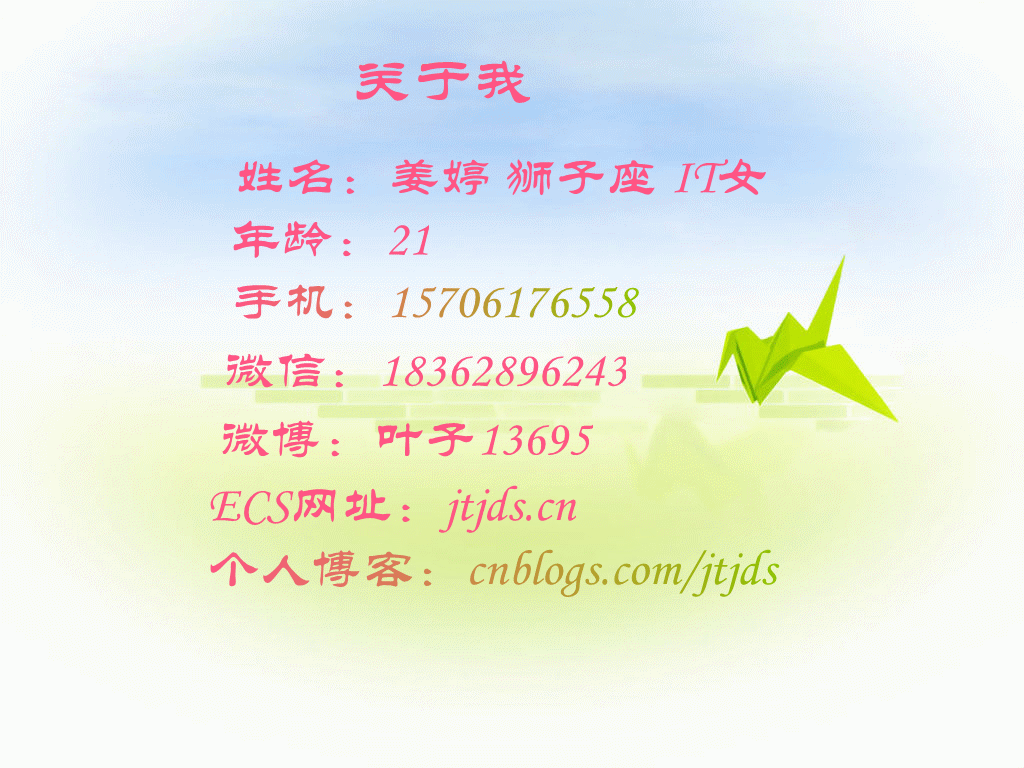 关于我
姓名：姜婷 狮子座 IT女
年龄：21
手机：15706176558
微信：18362896243
微博：叶子13695
ECS网址：jtjds.cn
个人博客：cnblogs.com/jtjds